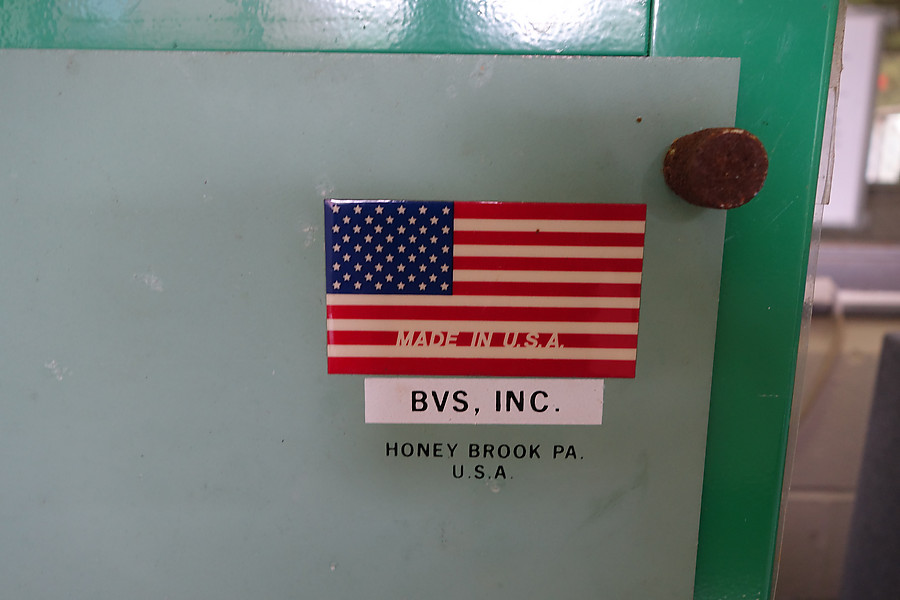 MADE IN U.S.A.
BVS, INC.
HONEY BROOK PA.
U.S.A.